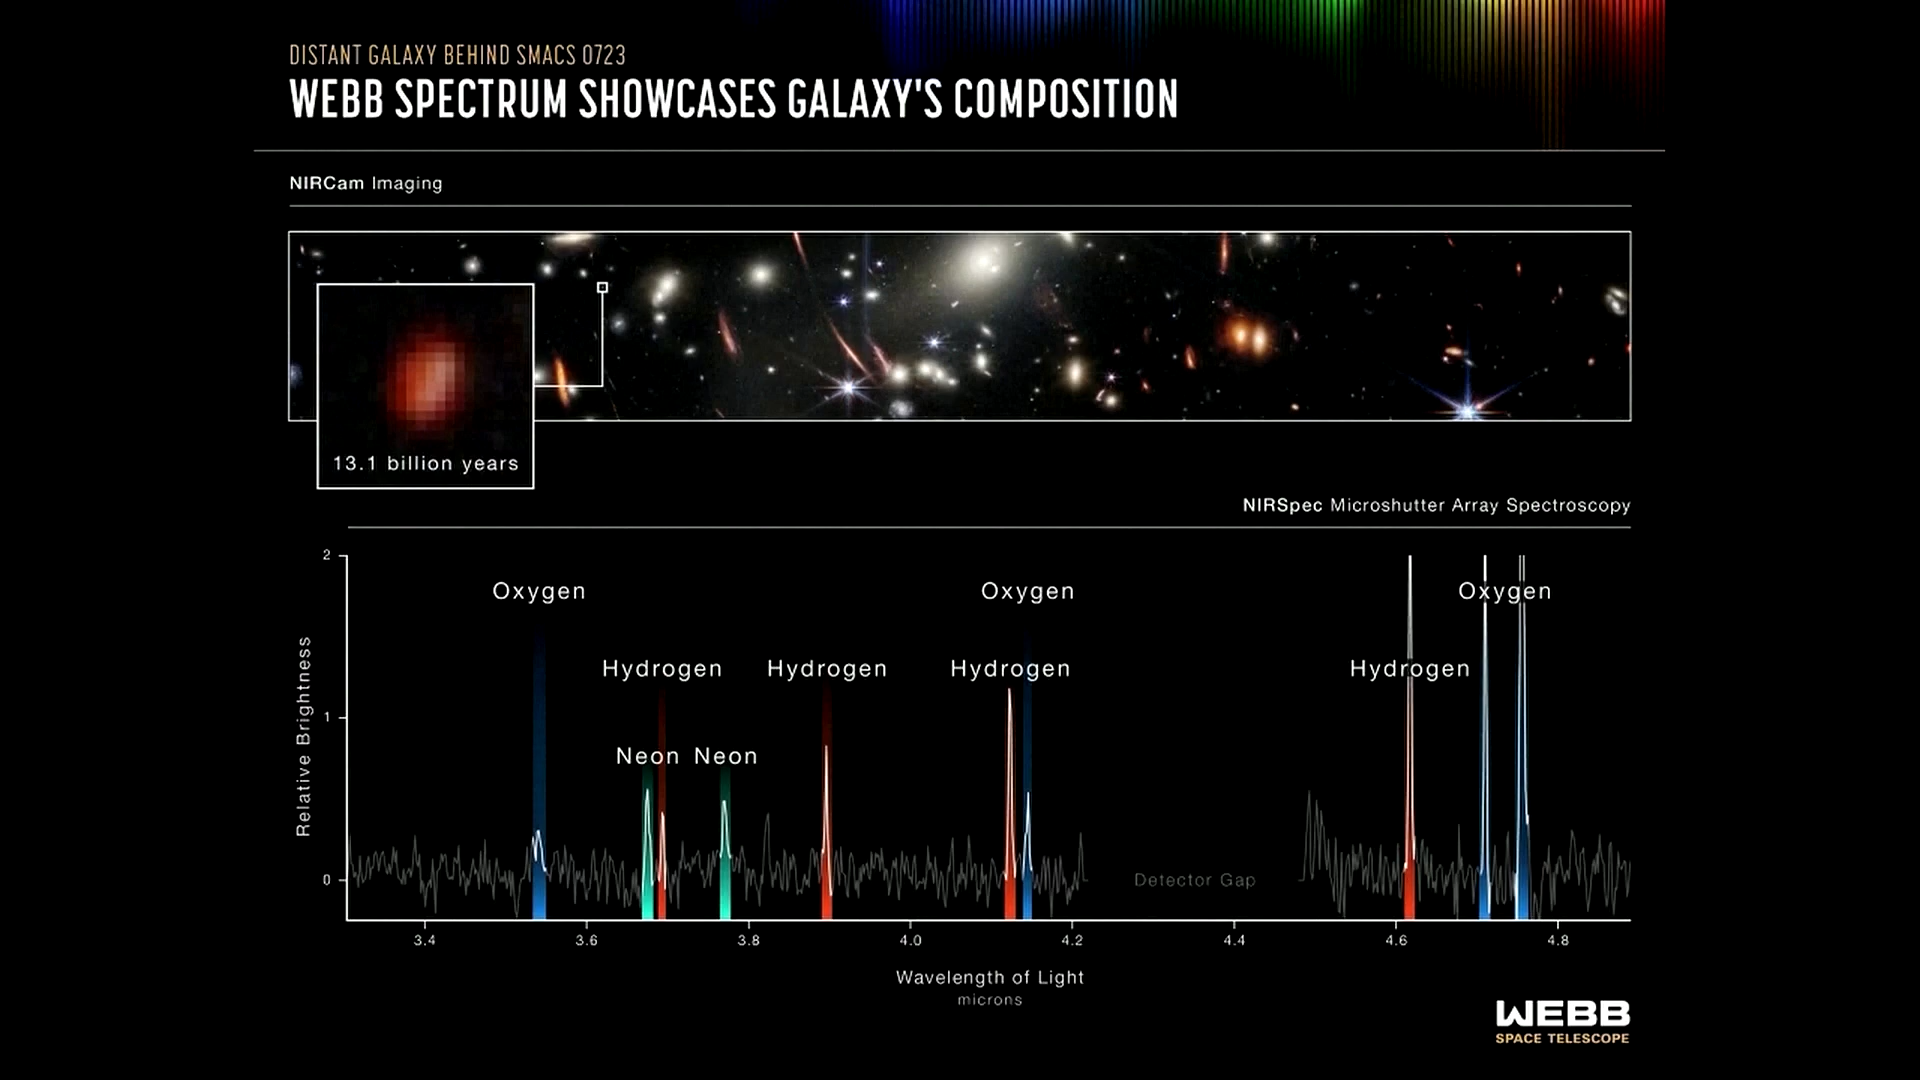 DISTANT GALAXY BEHIND SMACS 0723
WEBB SPECTRUM SHOWCASES GALAXY'S COMPOSITION
NIRCam Imaging
13.1 billion years
NIRSpec Microshutter Array Spectroscopy
2
1
0
Relative Brightness
Oxygen
Oxygen
Oxygen
Hydrogen
Hydrogen
Hydrogen
Hydrogen
Neon
Neon
Detector Gap
3.4
3.6
3.8
4.0
4.2
4.4
4.6
4.8
Wavelength of Light
microns
WEBB
SPACE TELESCOPE